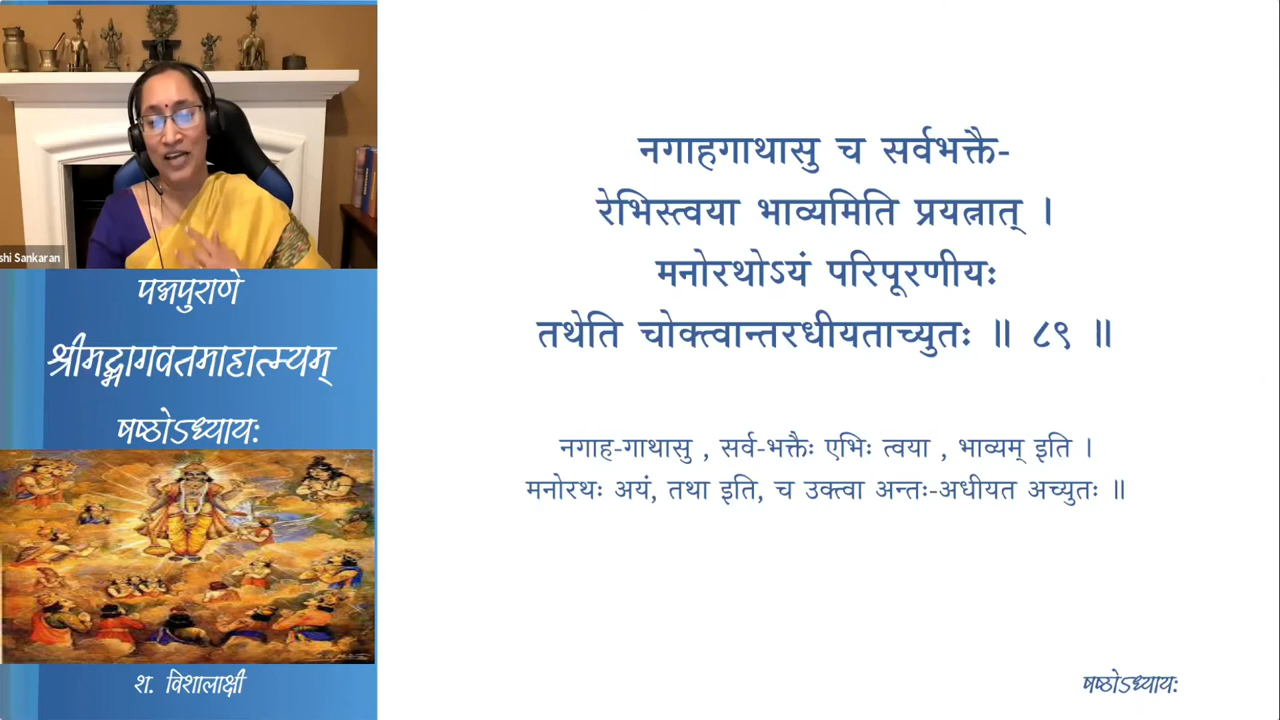 shi Sankaran
पद्मपुराणे
श्रीमद्भागवतमाहात्म्यम्
षष्ठोऽध्यायः
श. विशालाक्षी
नगाहगाथासु च सर्वभक्तै-
रेभिस्त्वया भाव्यमिति प्रयत्नात् ।
मनोरथोऽयं परिपूरणीयः
तथेति चोक्त्वान्तरधीयताच्युतः ॥ ८९ ॥
नगाह-गाथासु , सर्व-भक्तैः एभिः त्वया , भाव्यम् इति ।
मनोरथः अयं, तथा इति, च उक्त्वा अन्तः-अधीयत अच्युतः ॥
षष्ठोऽध्यायः